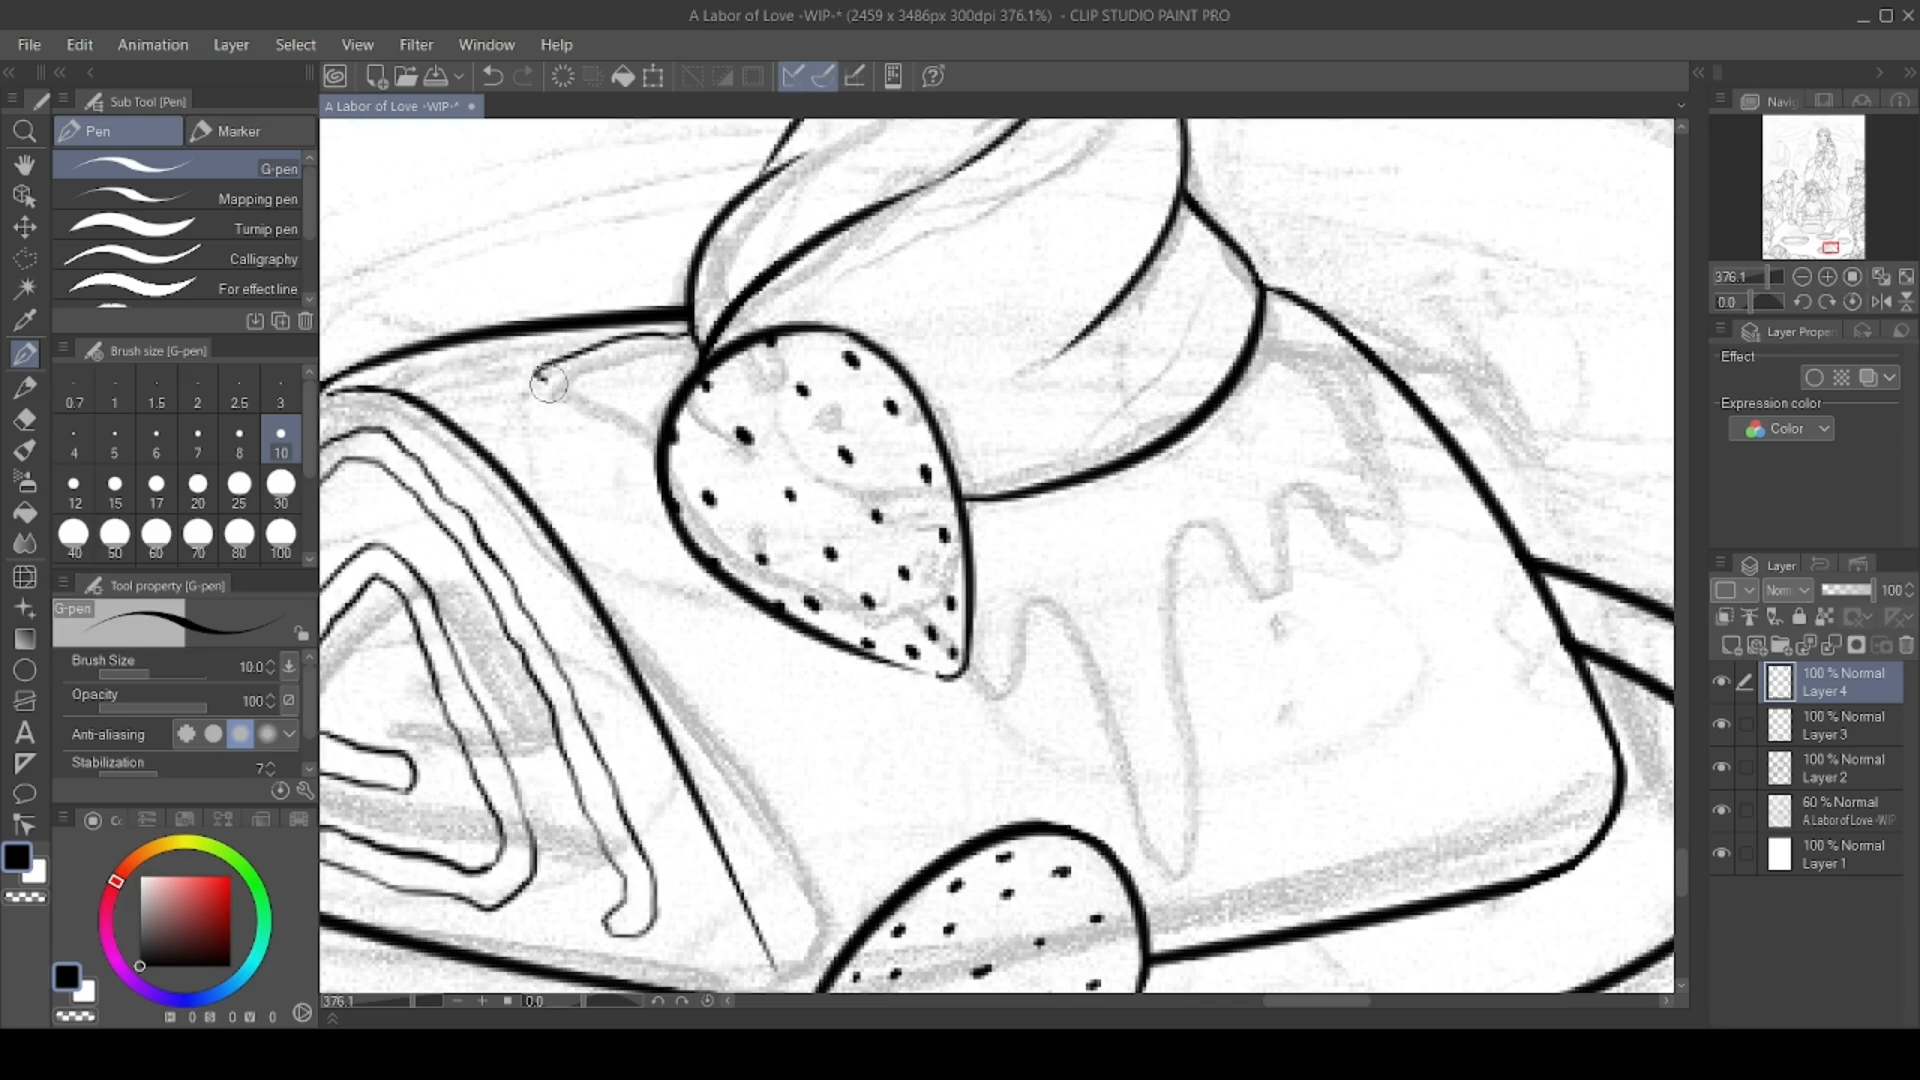 A Labor of Love -WIP-* (2459 x 3486px 300dpi 376.1%) - CLIP STUDIO PAINT PRO
File Edit Animation Layer Select View Filter Window Help
Sub Tool [Pen]
A Labor of Love -WIP-*
Navig
Pen Marker
G-pen
Mapping pen
Turnip pen
Calligraphy
For effect line
376.1
0.0
Layer Proper
Brush size [G-pen]
Effect
0.7 1 1.5 2 2.5 3
Expression color
Color
4 5 6 7 8 10
12 15 17 20 25 30
40 50 60 70 80 100
Layer
Tool property [G-pen]
Norm 100
G-pen
Brush Size 10.0
Opacity 100
Anti-aliasing
Stabilization 7
100 % Normal
Layer 4
100 % Normal
Layer 3
100 % Normal
Layer 2
60 % Normal
A Labor of Love -WIP
100 % Normal
Layer 1
376.1 0.0
H 0 S 0 V 0